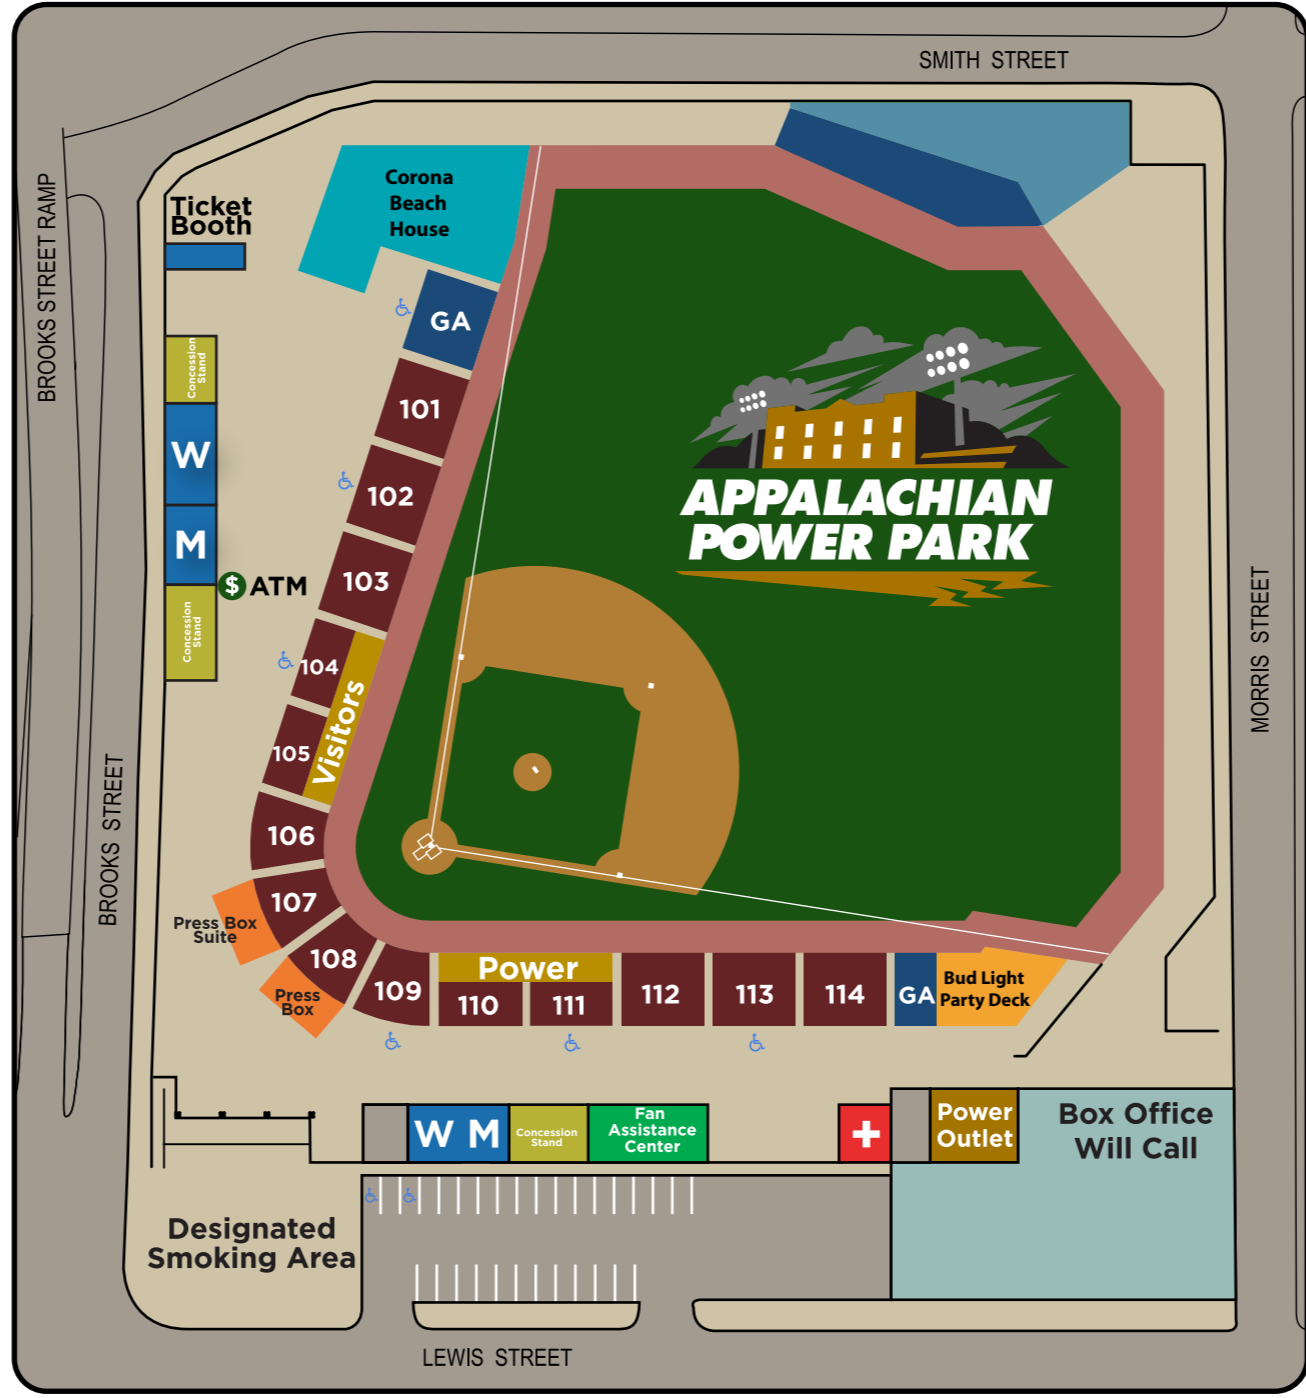 SMITH STREET
BROOKS STREET RAMP
Corona
Beach
House
Ticket
Booth
GA
Concession
Stand
101
W
102
APPALACHIAN
POWER PARK
M
103
$ ATM
Concession
Stand
MORRIS STREET
104
Visitors
105
106
BROOKS STREET
107
Press Box
Suite
108
Press
Box
109
Power
110
111
112
113
114
GA
Bud Light
Party Deck
W M
Concession
Stand
Fan
Assistance
Center
Power
Outlet
Box Office
Will Call
Designated
Smoking Area
LEWIS STREET